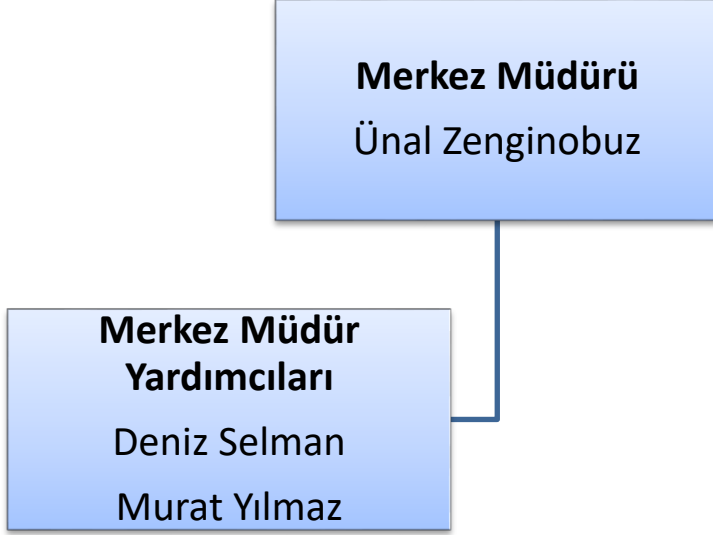 Merkez Müdürü
Ünal Zenginobuz
Merkez Müdür
Yardımcıları
Deniz Selman
Murat Yılmaz